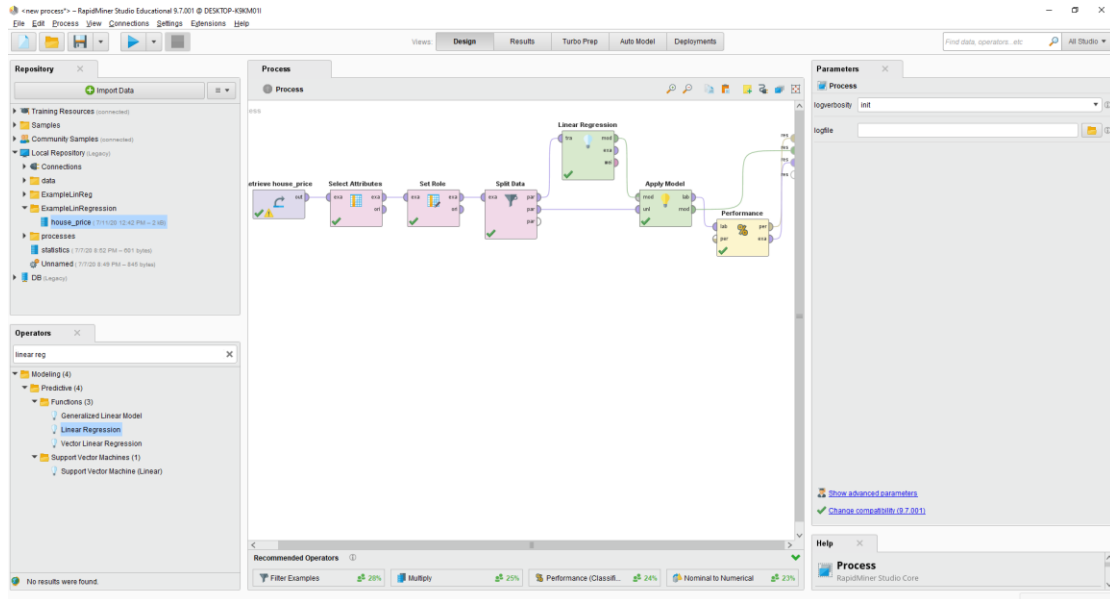 <new process*> – RapidMiner Studio Educational 9.7.001 @ DESKTOP-K9KM01I
File Edit Process View Connections Settings Extensions Help
Views: Design Results Turbo Prep Auto Model Deployments
Find data, operators...etc
All Studio
Repository
Import Data
Training Resources (connected)
Samples
Community Samples (connected)
Local Repository (Legacy)
Connections
data
ExampleLinReg
ExampleLinRegression
house_price (7/11/20 12:42 PM – 2 kB)
processes
statistics (7/7/20 8:52 PM – 601 bytes)
Unnamed (7/7/20 8:49 PM – 845 bytes)
DB (Legacy)
Operators
linear reg
Modeling (4)
Predictive (4)
Functions (3)
Generalized Linear Model
Linear Regression
Vector Linear Regression
Support Vector Machines (1)
Support Vector Machine (Linear)
No results were found.
Process
Process
ess
Linear Regression
tra mod
exa
wei
etrieve house_price
out
Select Attributes
exa exa
ori
Set Role
exa exa
ori
Split Data
exa par
par
par
Apply Model
mod lab
unl mod
Performance
lab per
per exa
res
res
res
res
Recommended Operators
Filter Examples 28%
Multiply 25%
Performance (Classifi... 24%
Nominal to Numerical 23%
Parameters
Process
logverbosity init
logfile
Show advanced parameters
Change compatibility (9.7.001)
Help
Process
RapidMiner Studio Core